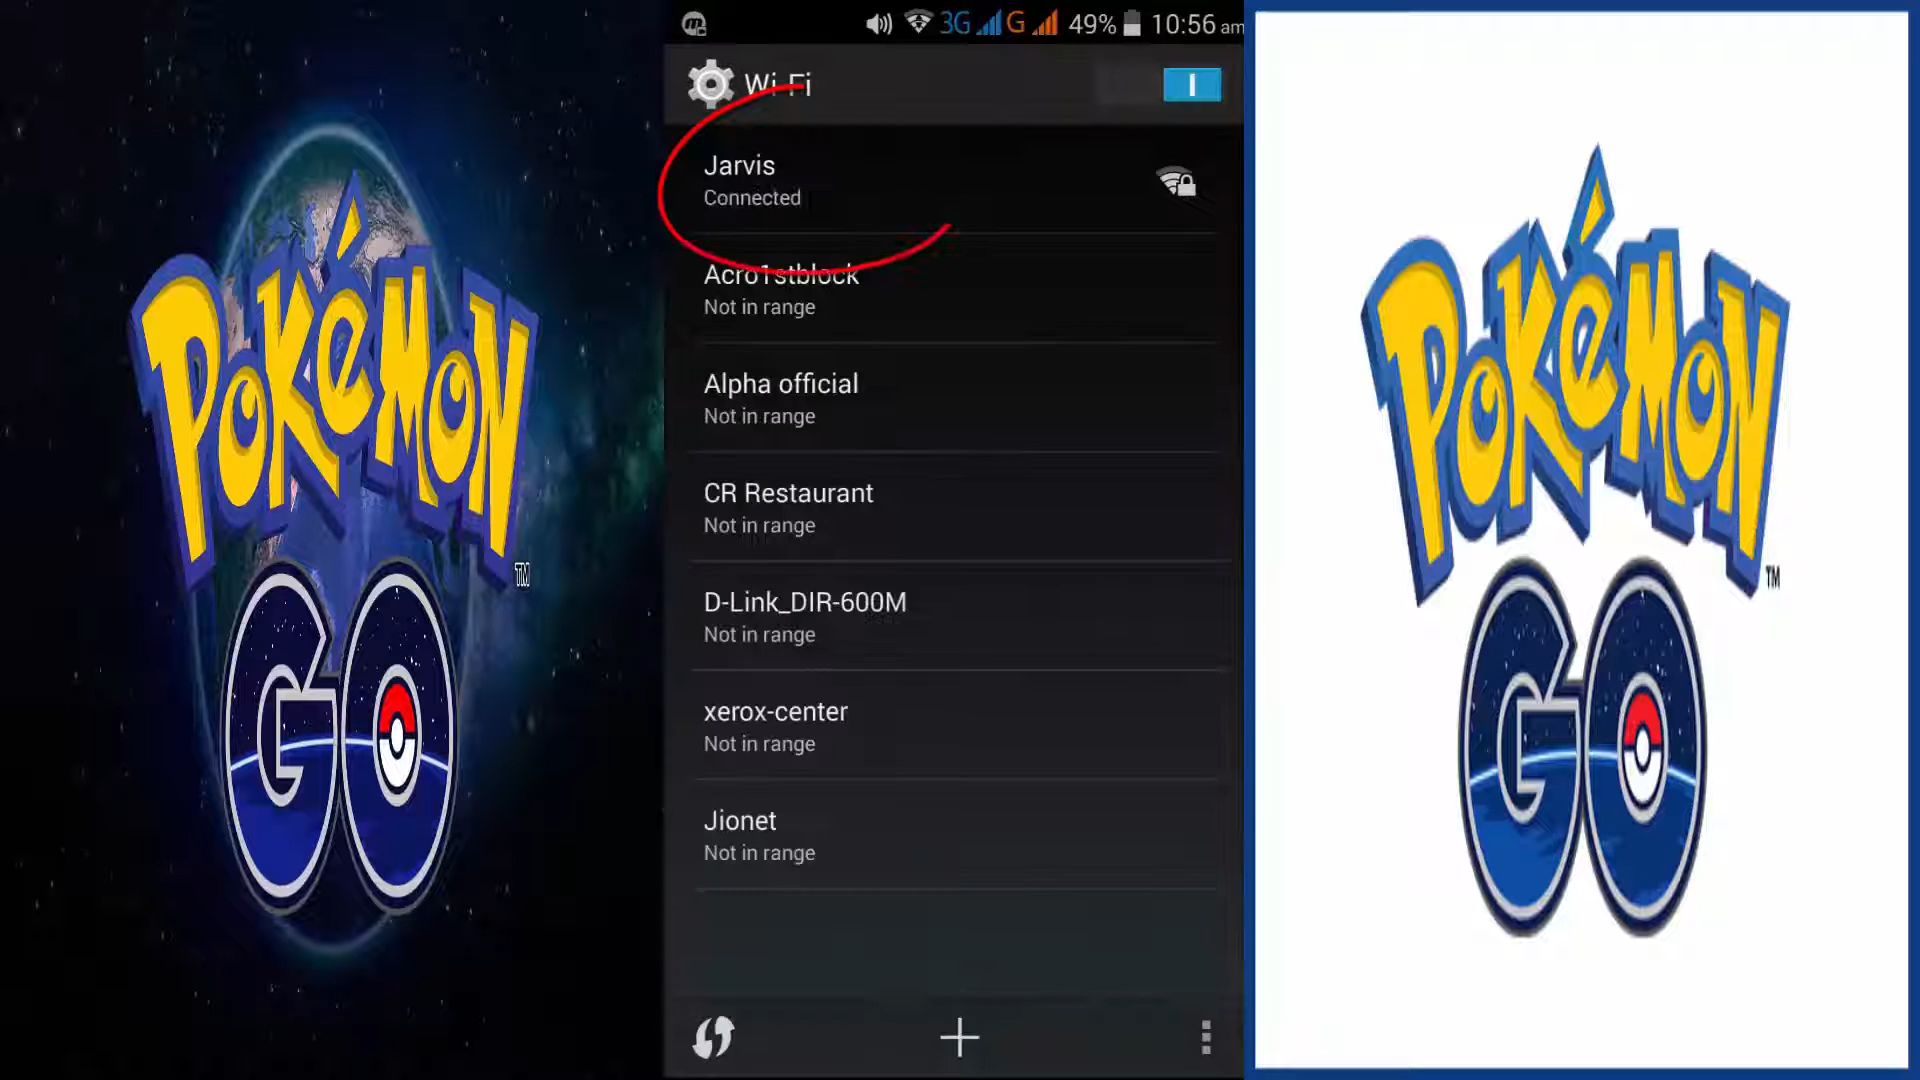 POKÉMON
TM
GO
3G G 49% 10:56 am
Wi-Fi
Jarvis
Connected
Acro1stblock
Not in range
Alpha official
Not in range
CR Restaurant
Not in range
D-Link_DIR-600M
Not in range
xerox-center
Not in range
Jionet
Not in range
POKÉMON
TM
GO